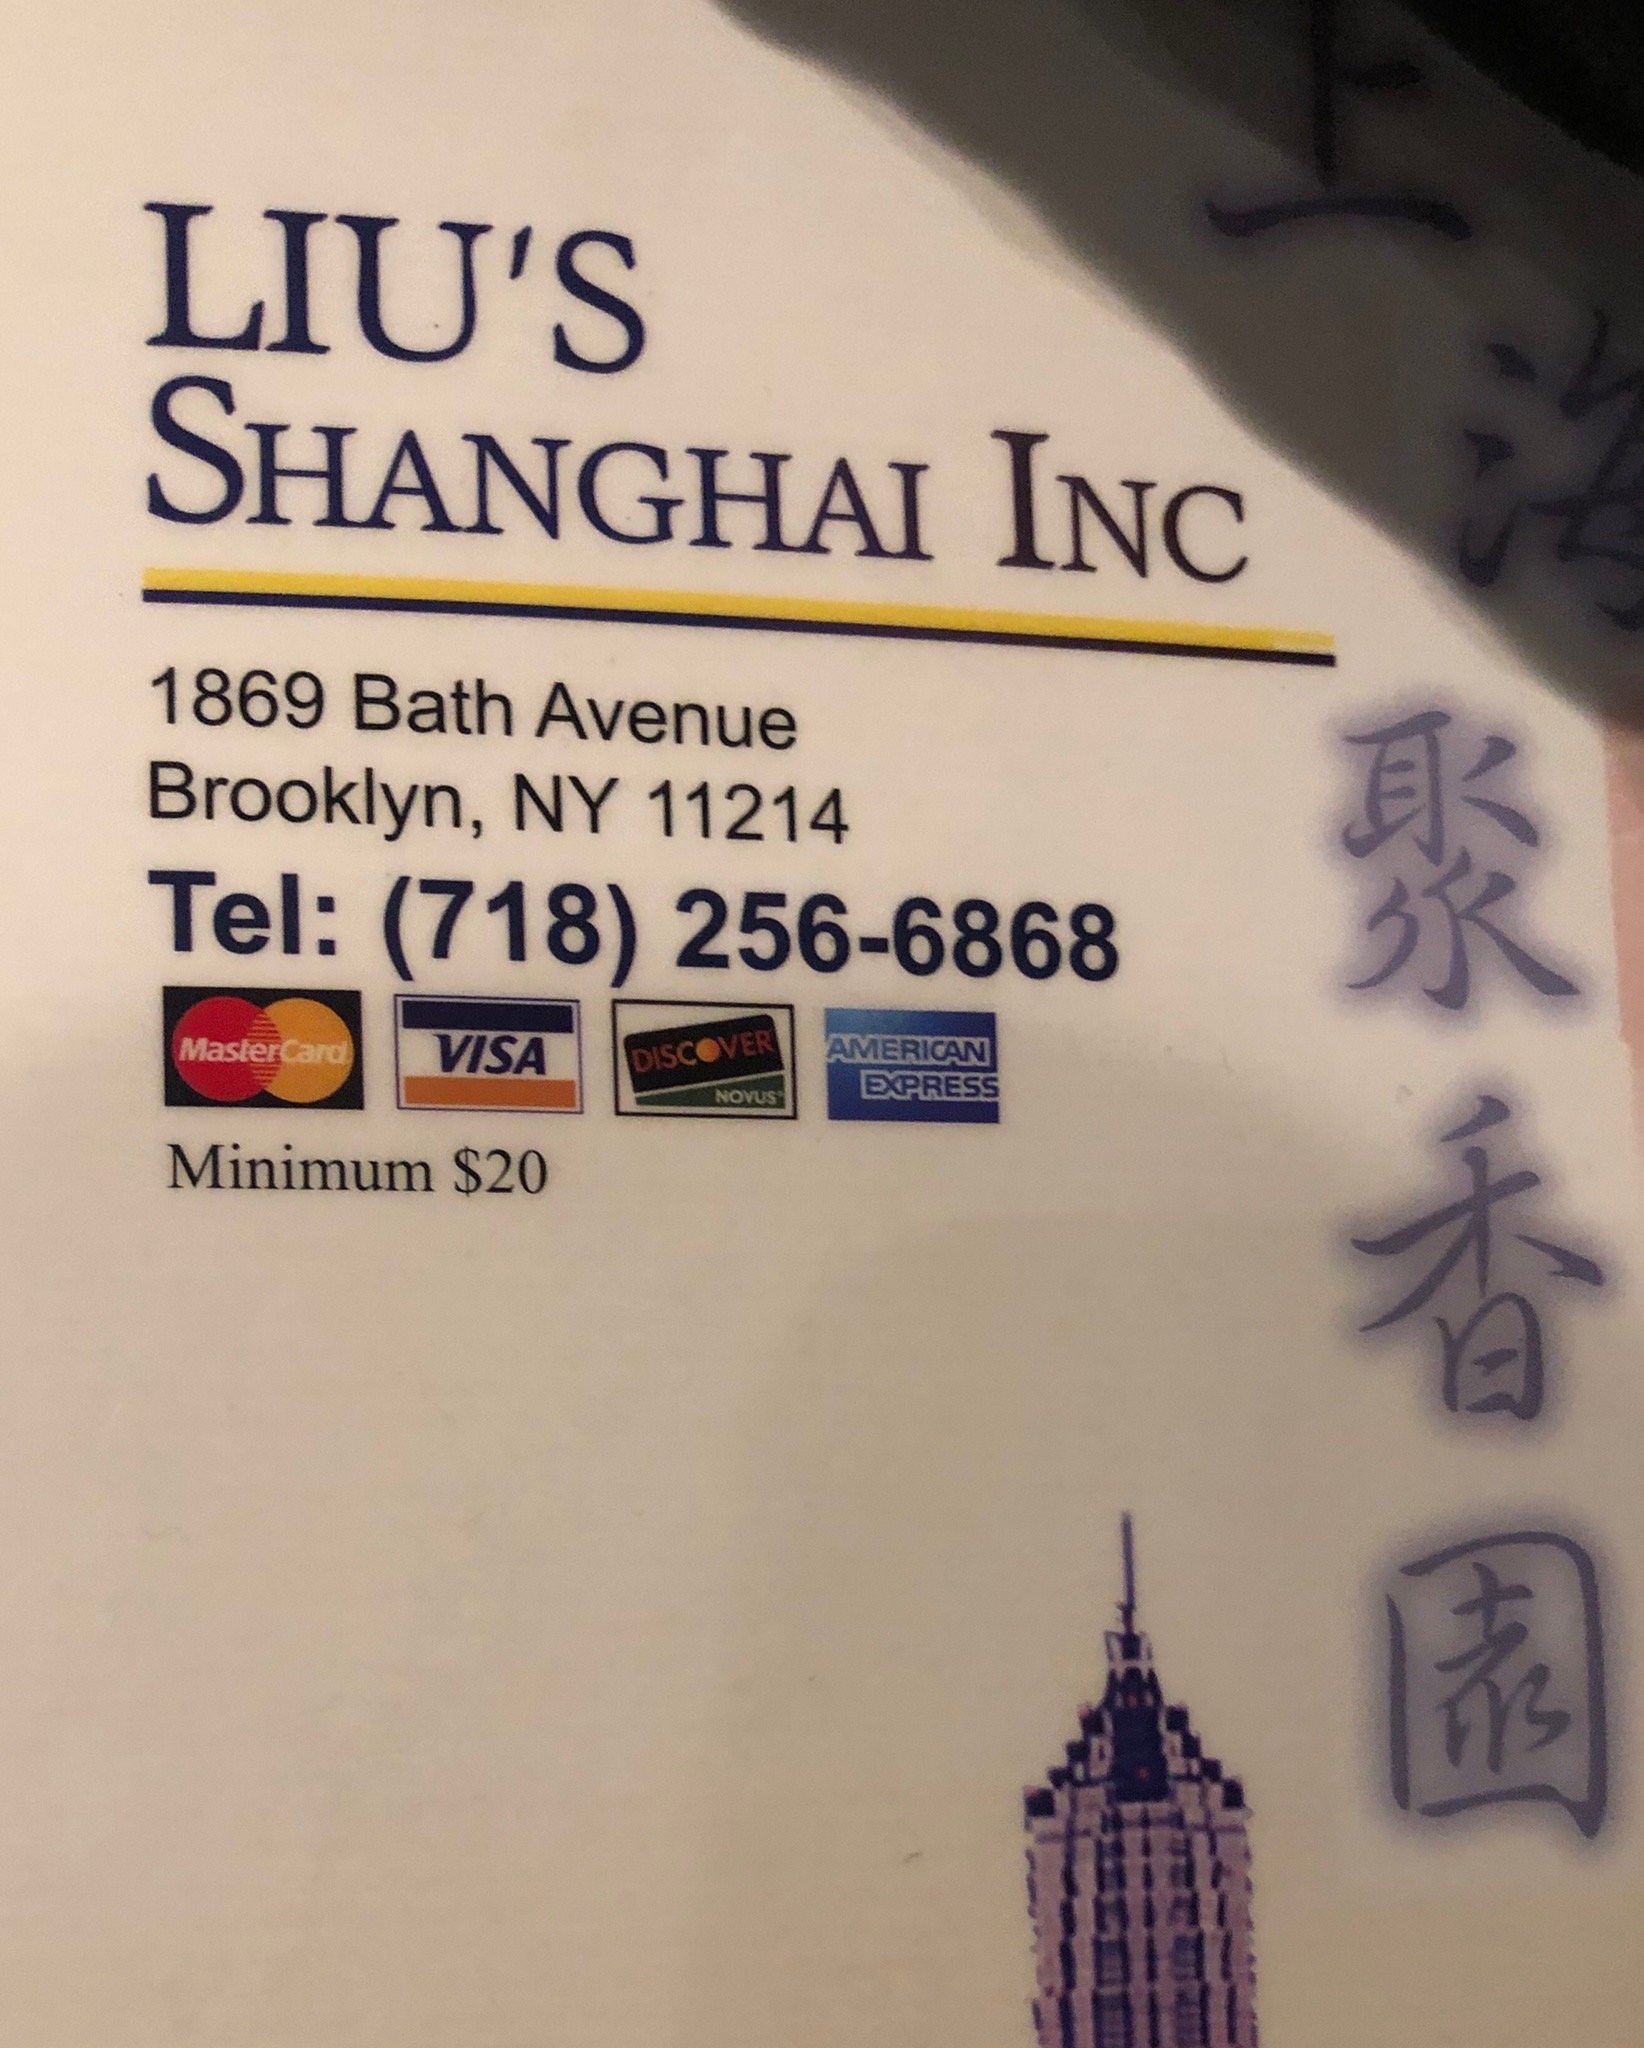 LIU'S
SHANGHAI INC
1869 Bath Avenue
Brooklyn, NY 11214
Tel: (718) 256-6868
MasterCard VISA DISCOVER NOVUS AMERICAN EXPRESS
Minimum $20
上海
聚香園